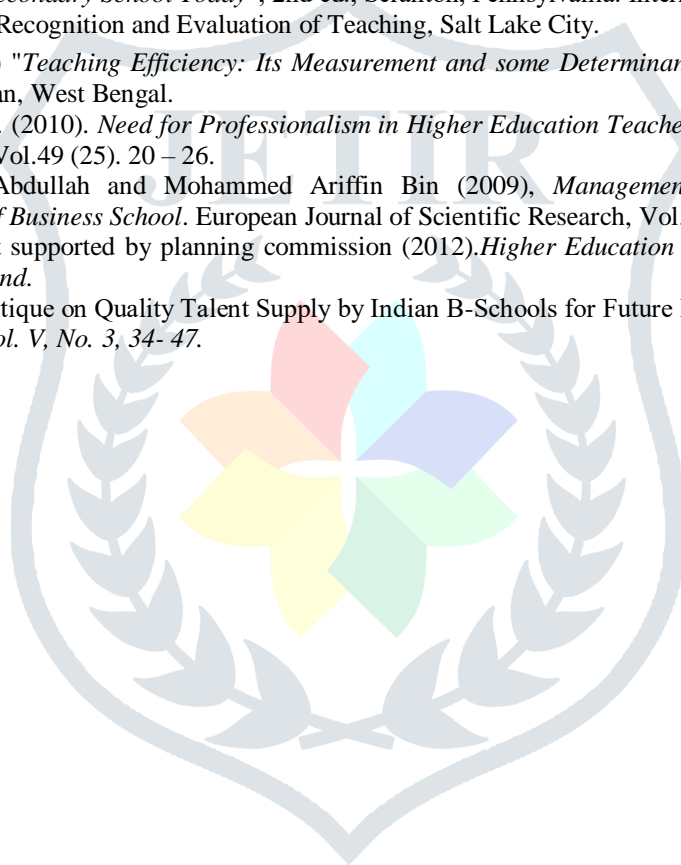 Secondary School Today", 2nd ed., Scranton, Pennsylvania: Intern
Recognition and Evaluation of Teaching, Salt Lake City.
"Teaching Efficiency: Its Measurement and some Determinan
an, West Bengal.
. (2010). Need for Professionalism in Higher Education Teache
Vol.49 (25). 20 – 26.
Abdullah and Mohammed Ariffin Bin (2009), Management
f Business School. European Journal of Scientific Research, Vol.
t supported by planning commission (2012).Higher Education
nd.
tique on Quality Talent Supply by Indian B-Schools for Future
ol. V, No. 3, 34- 47.
JETIR